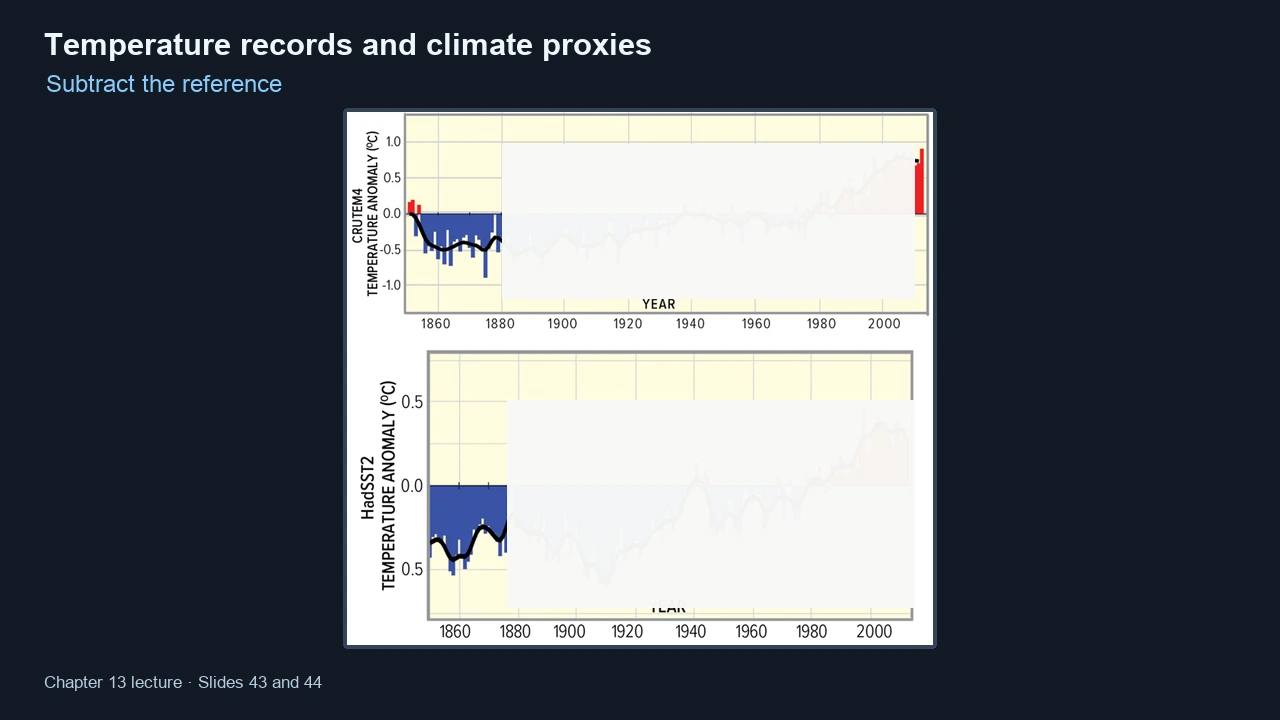 Temperature records and climate proxies
Subtract the reference
CRUTEM4
TEMPERATURE ANOMALY (ºC)
1.0
0.5
0.0
-0.5
-1.0
YEAR
1860 1880 1900 1920 1940 1960 1980 2000
HadSST2
TEMPERATURE ANOMALY (ºC)
0.5
0.0
0.5
YEAR
1860 1880 1900 1920 1940 1960 1980 2000
Chapter 13 lecture · Slides 43 and 44